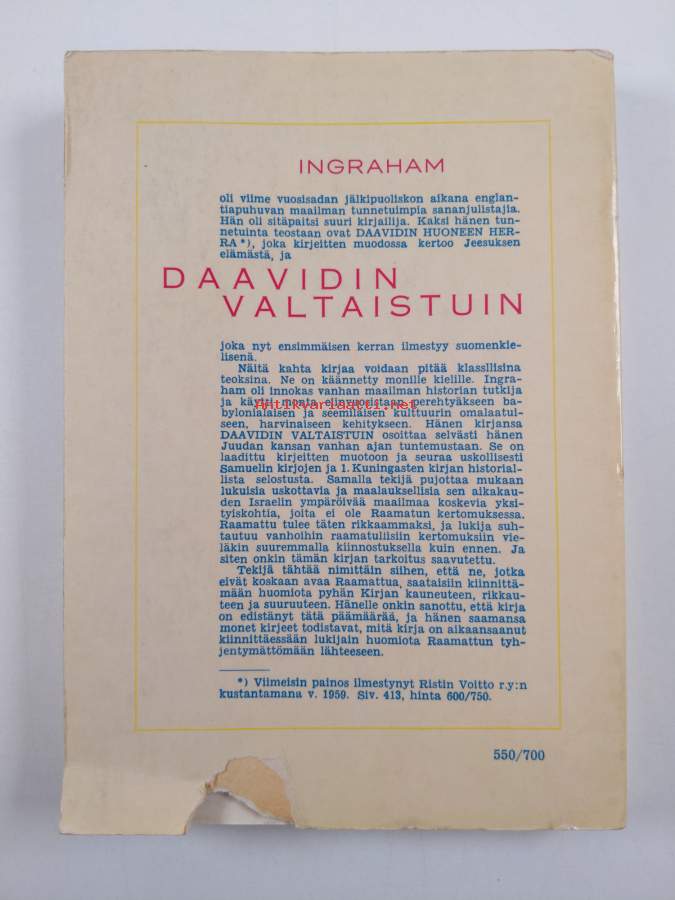 INGRAHAM
oli viime vuosisadan jälkipuoliskon aikana englan-
tiapuhuvan maailman tunnetuimpia sananjulistajia.
Hän oli sitäpaitsi suuri kirjailija. Kaksi hänen tun-
netuinta teostaan ovat DAAVIDIN HUONEEN HER-
RA *), joka kirjeitten muodossa kertoo Jeesuksen
elämästä, ja
DAAVIDIN
VALTAISTUIN
joka nyt ensimmäisen kerran ilmestyy suomenkie-
lisenä.
Näitä kahta kirjaa voidaan pitää klassllisina
teoksina. Ne on käännetty monille kielille. Ingra-
ham oli innokas vanhan maailman historian tutkija
ja käytti monta elinvuoistaan perehtyäkseen ba-
Antikvariaatti.net
bylonialaisen ja seemiläisen kulttuurin omalaatul-
seen, harvinaiseen kehitykseen. Hänen kirjansa
DAAVIDIN VALTAISTUIN osoittaa selvästi hänen
Juudan kansan vanhan ajan tuntemustaan. Se on
laadittu kirjeitten muotoon ja seuraa uskollisesti
Samuelin kirjojen ja 1. Kuningasten kirjan historial-
lista selostusta. Samalla tekijä pujottaa mukaan
lukuisia uskottavia ja maalauksellisia sen aikakau-
den Israelin ympäröivää maailmaa koskevia yksi-
tyiskohtia, joita ei ole Raamatun kertomuksessa.
Raamattu tulee täten rikkaammaksi, ja lukija suh-
tautuu vanhoihin raamatullisiin kertomuksiin vie-
läkin suuremmalla kiinnostuksella kuin ennen. Ja
siten onkin tämän kirjan tarkoitus saavutettu.
Tekijä tähtää nimittäin siihen, että ne, jotka
eivät koskaan avaa Raamattua, saataisiin kiinnittä-
mään huomiota pyhän Kirjan kauneuteen, rikkau-
teen ja suuruuteen. Hänelle onkin sanottu, että kirja
on edistänyt tätä päämäärää, ja hänen saamansa
monet kirjeet todistavat, mitä kirja on aikaansaanut
kiinnittäessään lukijain huomiota Raamattun tyh-
jentymättömään lähteeseen.
*) Viimeisin painos ilmestynyt Ristin Voitto r.y:n
kustantamana v. 1959. Siv. 413, hinta 600/750.
550/700